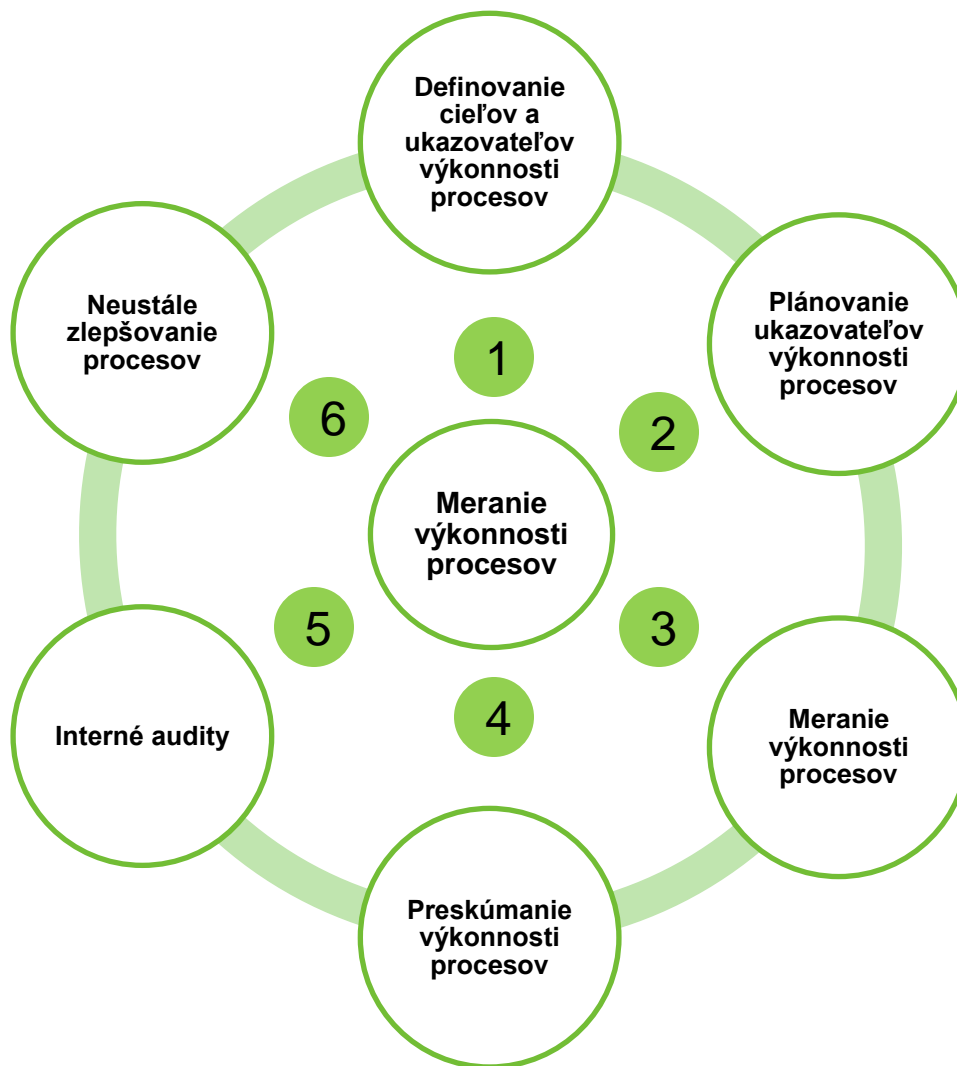 Definovanie
cieľov a
ukazovateľov
výkonnosti
procesov
Plánovanie
ukazovateľov
výkonnosti
procesov
Meranie
výkonnosti
procesov
Preskúmanie
výkonnosti
procesov
Interné audity
Neustále
zlepšovanie
procesov
1
2
3
4
5
6
Meranie
výkonnosti
procesov